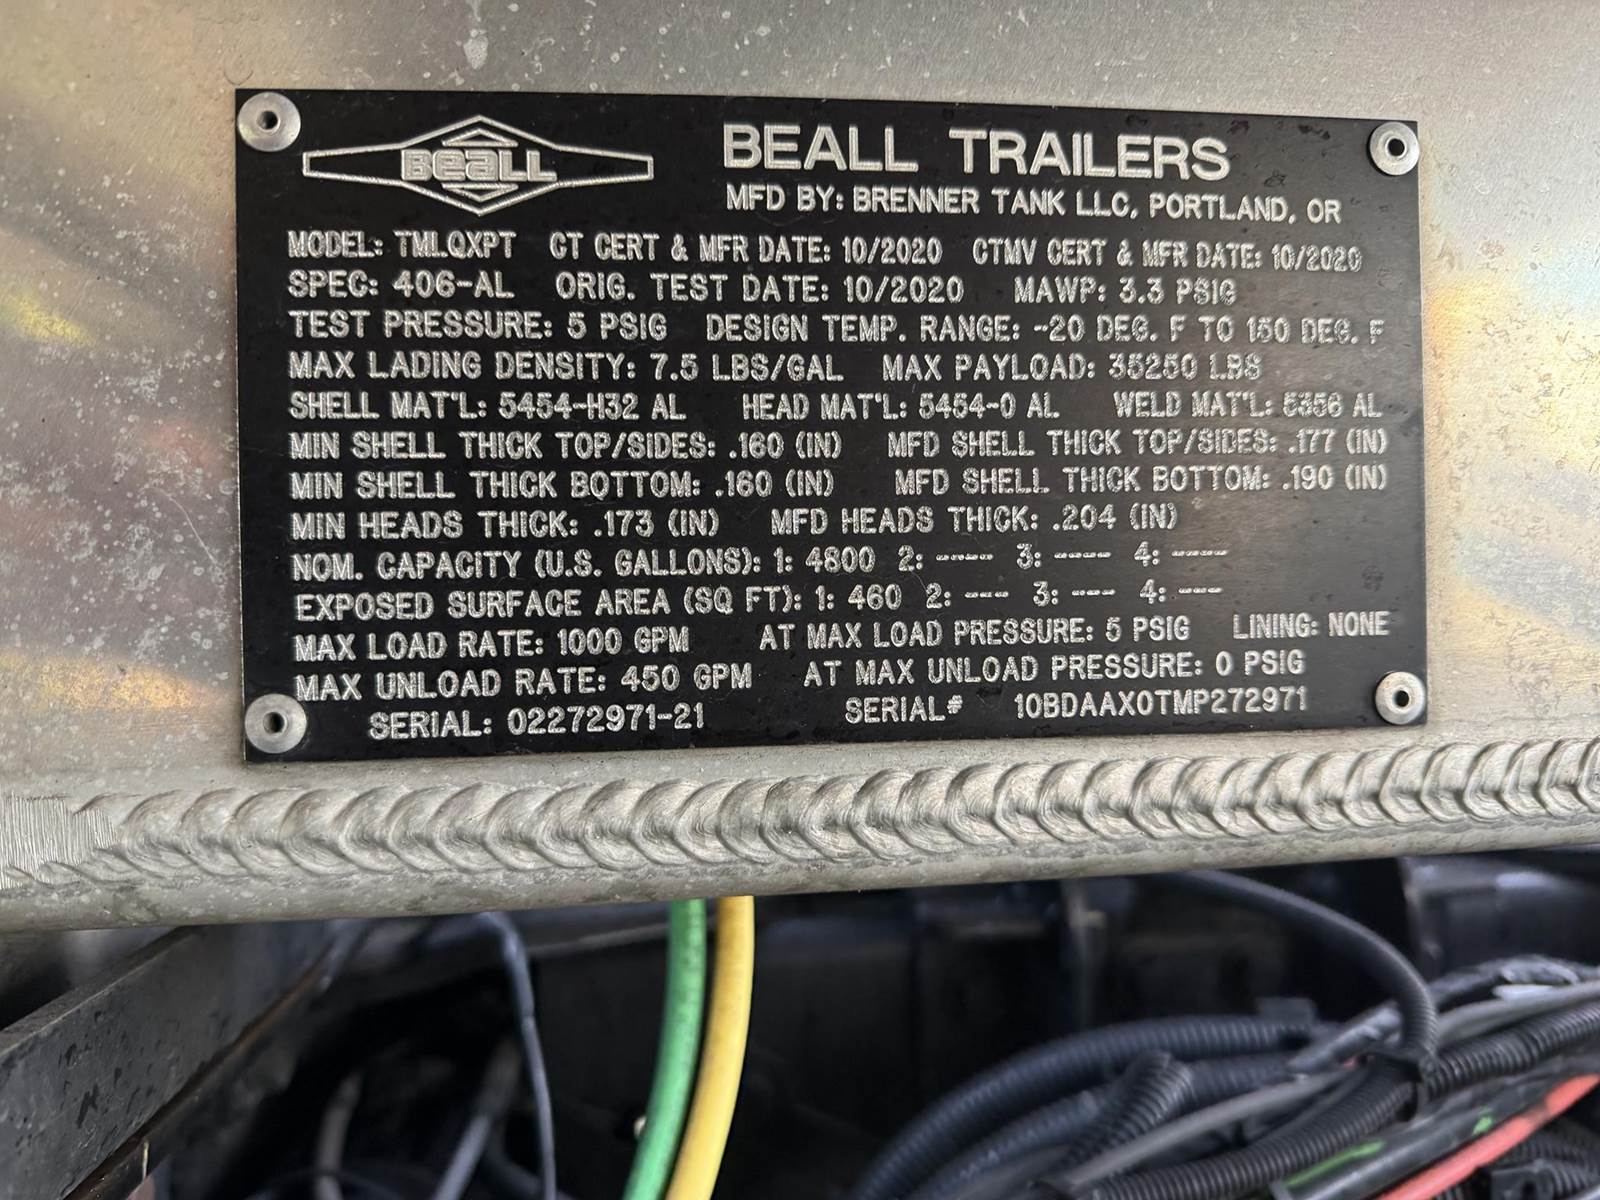 BEALL
BEALL TRAILERS
MFD BY: BRENNER TANK LLC, PORTLAND, OR
MODEL: TMLQXPT CT CERT & MFR DATE: 10/2020 CTMV CERT & MFR DATE: 10/2020
SPEC: 406-AL ORIG. TEST DATE: 10/2020 MAWP: 3.3 PSIG
TEST PRESSURE: 5 PSIG DESIGN TEMP. RANGE: -20 DEG. F TO 150 DEG. F
MAX LADING DENSITY: 7.5 LBS/GAL MAX PAYLOAD: 35250 LBS
SHELL MAT'L: 5454-H32 AL HEAD MAT'L: 5454-0 AL WELD MAT'L: 5356 AL
MIN SHELL THICK TOP/SIDES: .160 (IN) MFD SHELL THICK TOP/SIDES: .177 (IN)
MIN SHELL THICK BOTTOM: .160 (IN) MFD SHELL THICK BOTTOM: .190 (IN)
MIN HEADS THICK: .173 (IN) MFD HEADS THICK: .204 (IN)
NOM. CAPACITY (U.S. GALLONS): 1: 4800 2: ---- 3: ---- 4: ----
EXPOSED SURFACE AREA (SQ FT): 1: 460 2: --- 3: --- 4: ---
MAX LOAD RATE: 1000 GPM AT MAX LOAD PRESSURE: 5 PSIG LINING: NONE
MAX UNLOAD RATE: 450 GPM AT MAX UNLOAD PRESSURE: 0 PSIG
SERIAL: 02272971-21 SERIAL# 10BDAAX0TMP272971